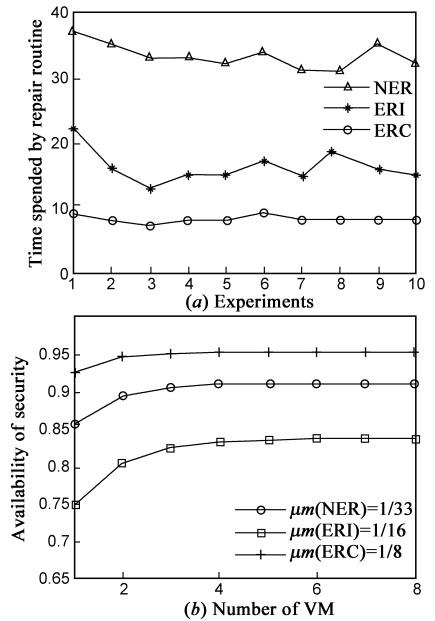 Time spended by repair routine
40
30
20
10
0
NER
ERI
ERC
1 2 3 4 5 6 7 8 9 10
(a) Experiments
Availability of security
0.95
0.9
0.85
0.8
0.75
0.7
0.65
μm(NER)=1/33
μm(ERI)=1/16
μm(ERC)=1/8
2 4 6 8
(b) Number of VM